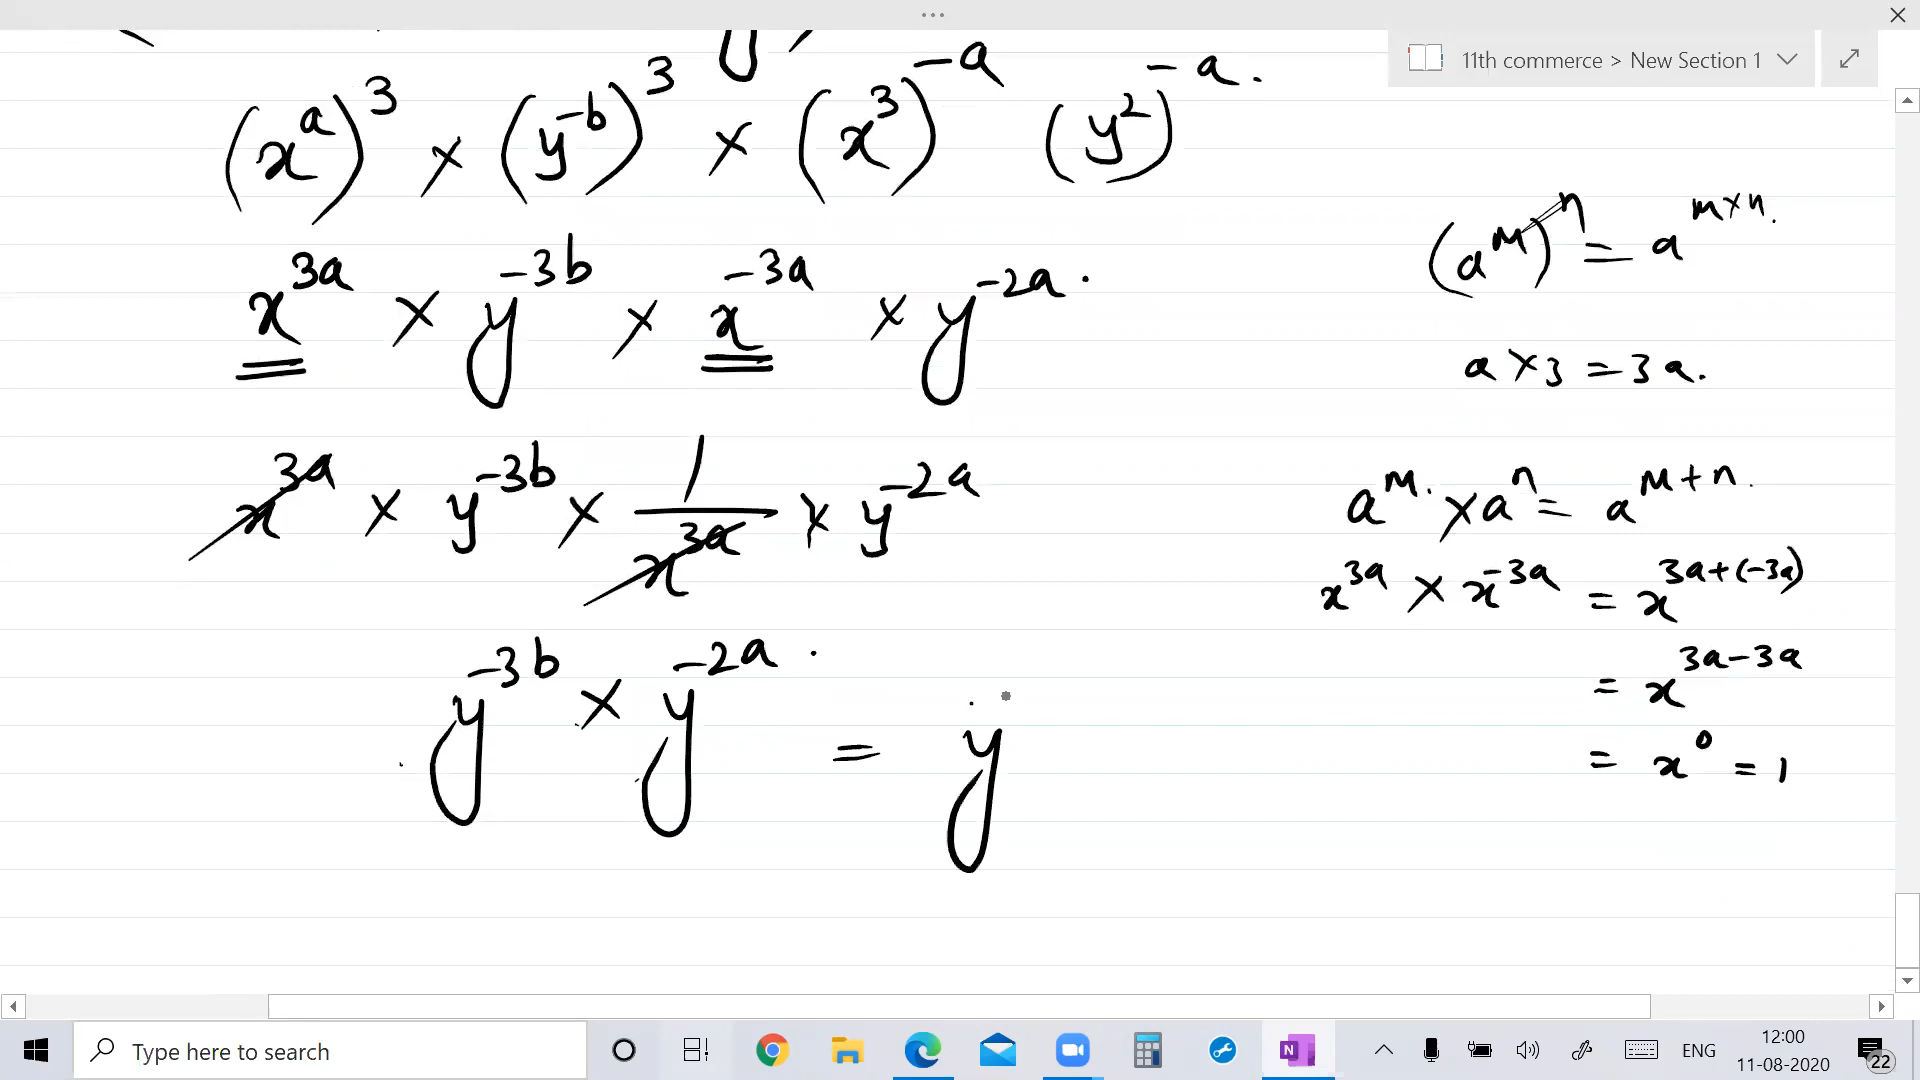 11th commerce > New Section 1
(x^a)^3 × (y^-b)^3 × (x^3)^-a (y^2)^-a.
x^3a × y^-3b × x^-3a × y^-2a.
x^3a × y^-3b × 1/x^3a × y^-2a
y^-3b × y^-2a. = y
(a^m)^n = a^m×n.
a × 3 = 3a.
a^m. × a^n = a^m+n.
x^3a × x^-3a = x^3a+(-3a)
= x^3a-3a
= x^0 = 1
Type here to search
N
ENG
12:00
11-08-2020
22